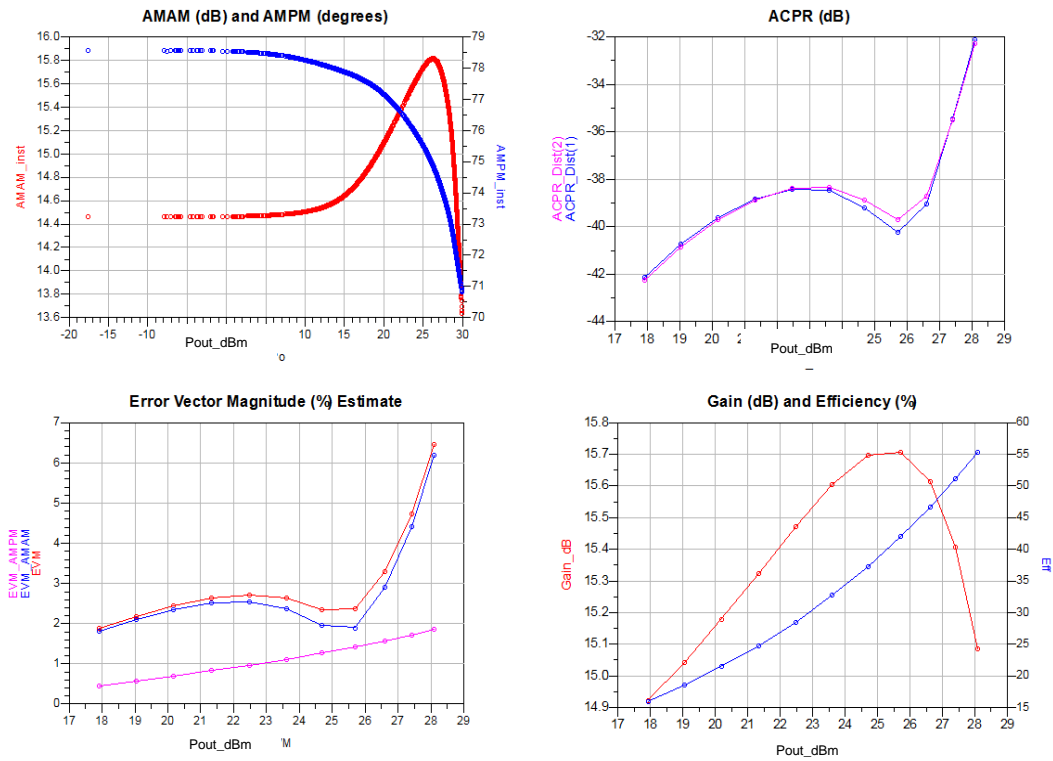 AMAM (dB) and AMPM (degrees)
16.0
15.8
15.6
15.4
15.2
15.0
14.8
14.6
14.4
14.2
14.0
13.8
13.6
AMAM_inst
79
78
77
76
75
74
73
72
71
70
AMPM_inst
-20 -15 -10 10 15 20 25 30
Pout_dBm
ACPR (dB)
-32
-34
-36
-38
-40
-42
-44
ACPR_Dist(2)
ACPR_Dist(1)
17 18 19 20 21 25 26 27 28 29
Pout_dBm
Error Vector Magnitude (%) Estimate
7
6
5
4
3
2
1
0
EVM_AMPM
EVM_AMAM
EVM
17 18 19 20 21 22 23 24 25 26 27 28 29
Pout_dBm 'M
Gain (dB) and Efficiency (%)
15.8
15.7
15.6
15.5
15.4
15.3
15.2
15.1
15.0
14.9
Gain_dB
60
55
50
45
40
35
30
25
20
15
Eff
17 18 19 20 21 22 23 24 25 26 27 28 29
Pout_dBm